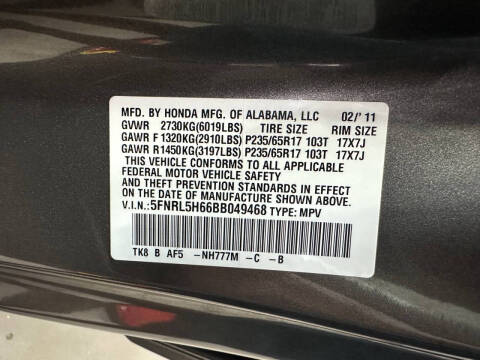 MFD. BY HONDA MFG. OF ALABAMA, LLC 02/'11
GVWR 2730KG(6019LBS) TIRE SIZE RIM SIZE
GAWR F 1320KG(2910LBS) P235/65R17 103T 17X7J
GAWR R1450KG(3197LBS) P235/65R17 103T 17X7J
THIS VEHICLE CONFORMS TO ALL APPLICABLE
FEDERAL MOTOR VEHICLE SAFETY
AND THEFT PREVENTION STANDARDS IN EFFECT
ON THE DATE OF MANUFACTURE SHOWN ABOVE.
V.I.N.:5FNRL5H66BB049468 TYPE: MPV
TK8 B AF5 -NH777M -C -B